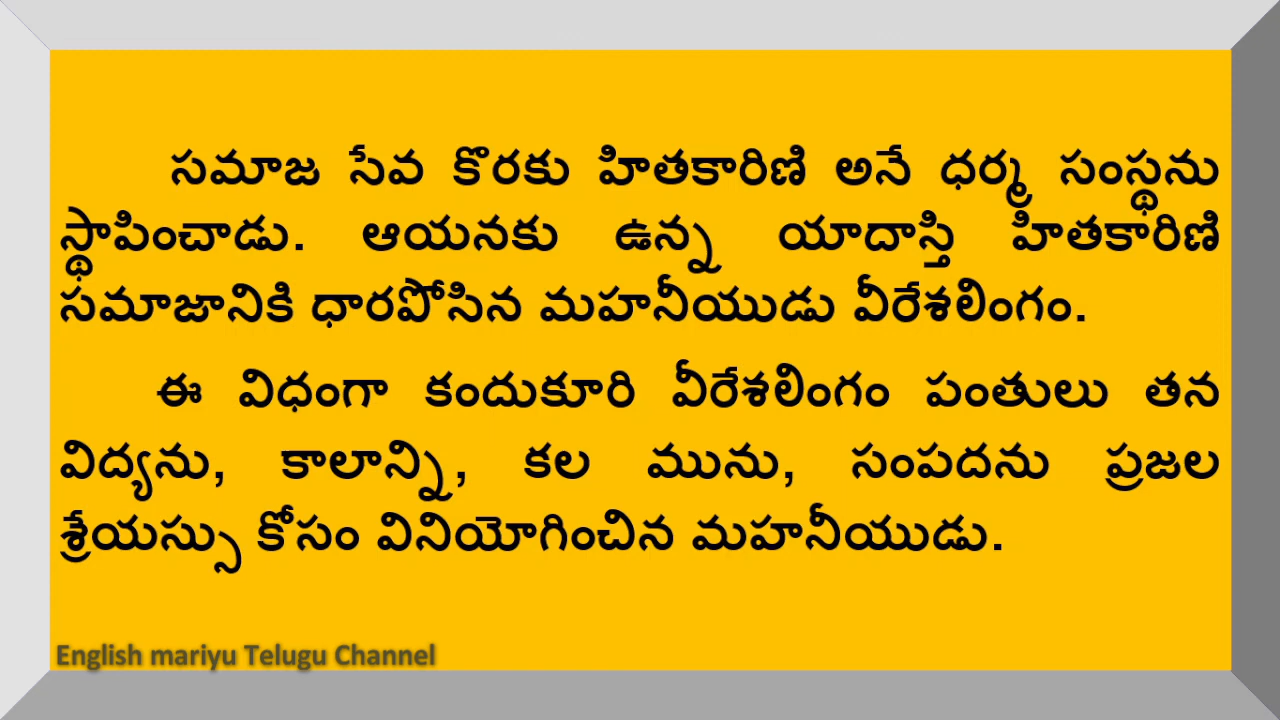 సమాజ సేవ కొరకు హితకారిణి అనే ధర్మ సంస్థను
స్థాపించాడు. ఆయనకు ఉన్న యాదాస్తి హితకారిణి
సమాజానికి ధారపోసిన మహనీయుడు వీరేశలింగం.
ఈ విధంగా కందుకూరి వీరేశలింగం పంతులు తన
విద్యను, కాలాన్ని, కల మును, సంపదను ప్రజల
శ్రేయస్సు కోసం వినియోగించిన మహనీయుడు.
English mariyu Telugu Channel